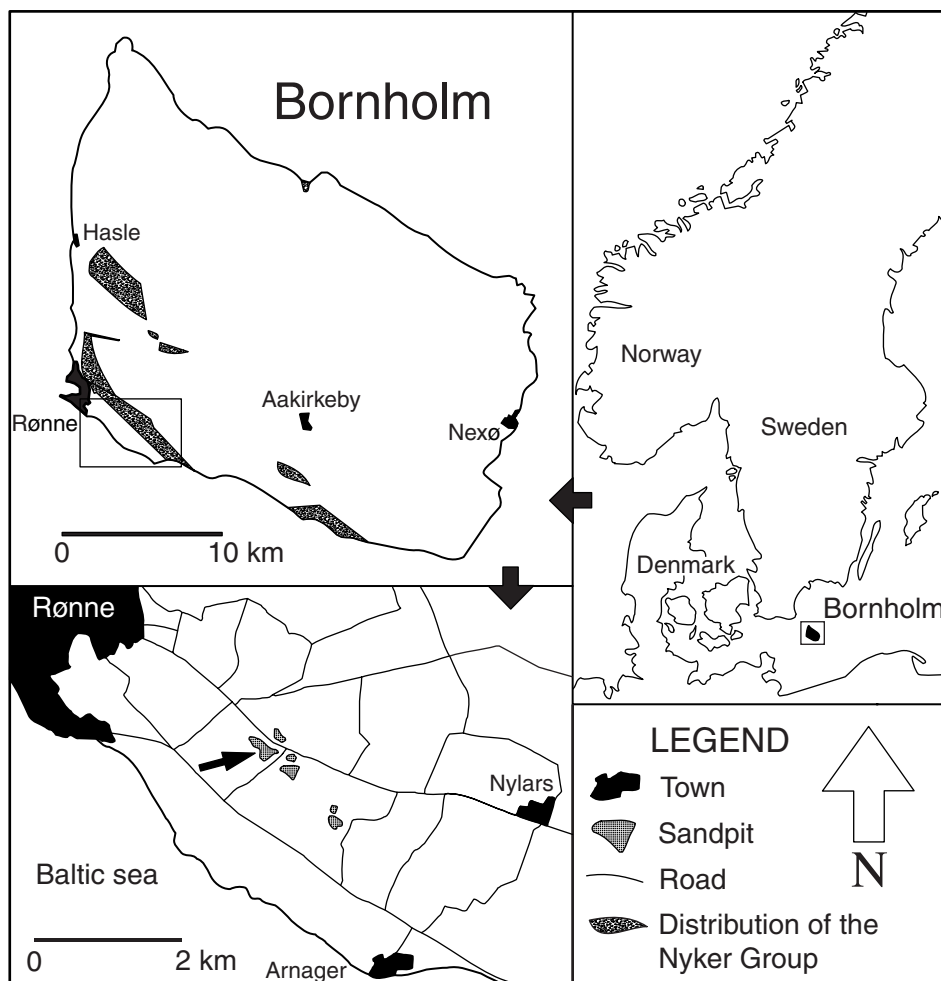 Bornholm
Hasle
Rønne
Aakirkeby
Nexø
0 10 km
Norway
Sweden
Denmark
Bornholm
Rønne
Nylars
Baltic sea
0 2 km
Arnager
LEGEND
Town
Sandpit
Road
Distribution of the
Nyker Group
N